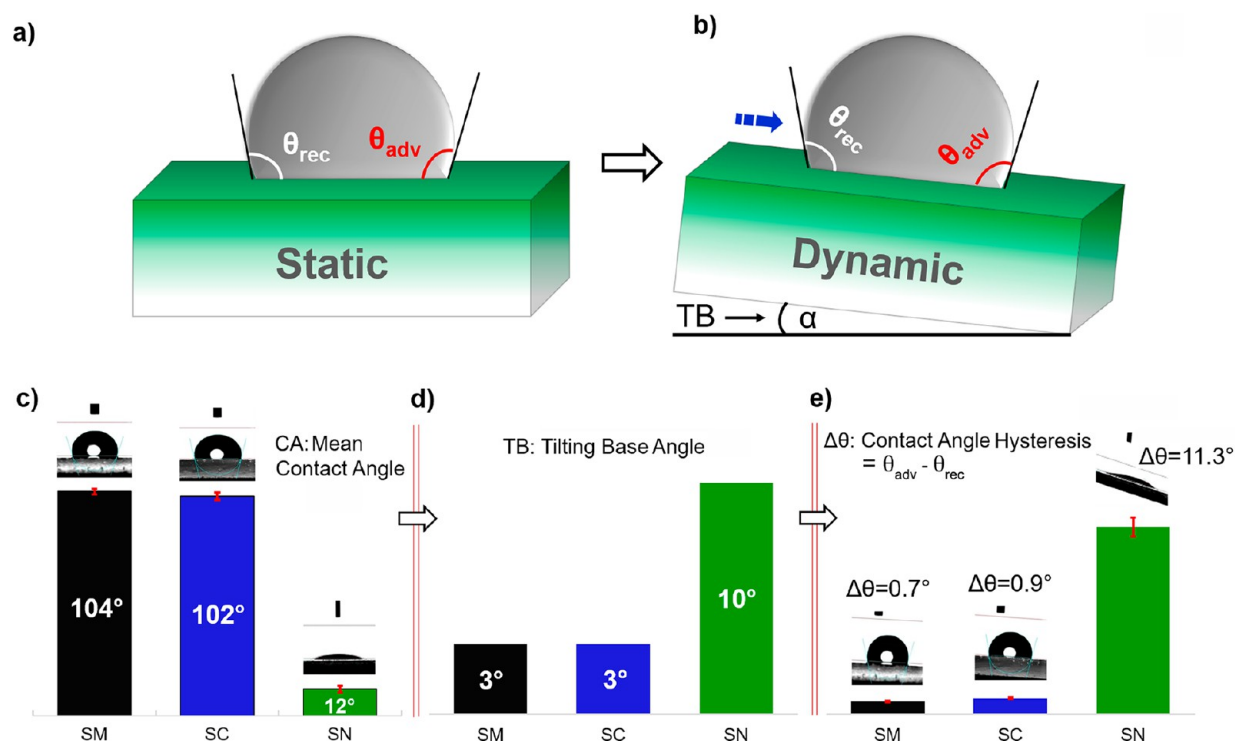 a)
θrec
θadv
Static
b)
θrec
θadv
Dynamic
TB
α
c)
CA: Mean
Contact Angle
104°
102°
12°
SM
SC
SN
d)
TB: Tilting Base Angle
3°
3°
10°
SM
SC
SN
e)
Δθ: Contact Angle Hysteresis
= θadv - θrec
Δθ=11.3°
Δθ=0.7°
Δθ=0.9°
SM
SC
SN